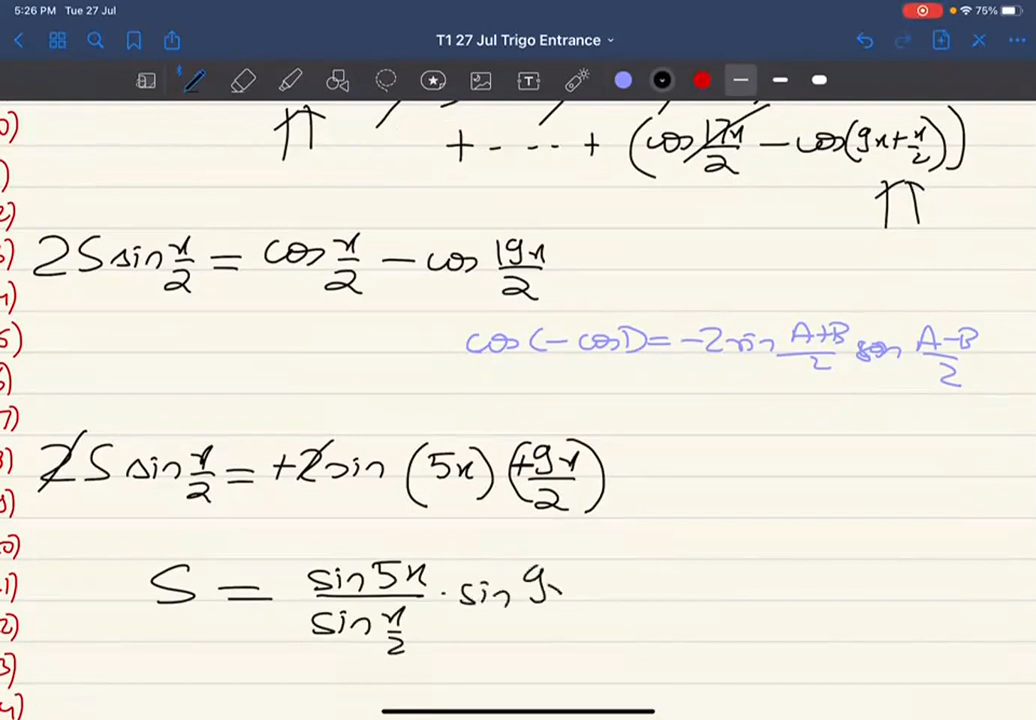 5:26 PM Tue 27 Jul
75%
T1 27 Jul Trigo Entrance
+ - - - + (cos 17x/2 - cos(9x + x/2))
2S sin x/2 = cos x/2 - cos 19x/2
cos C - cos D = -2 sin A+B/2 sin A-B/2
2S sin x/2 = +2 sin (5x) (+9x/2)
S = sin 5x / sin x/2 . sin 9